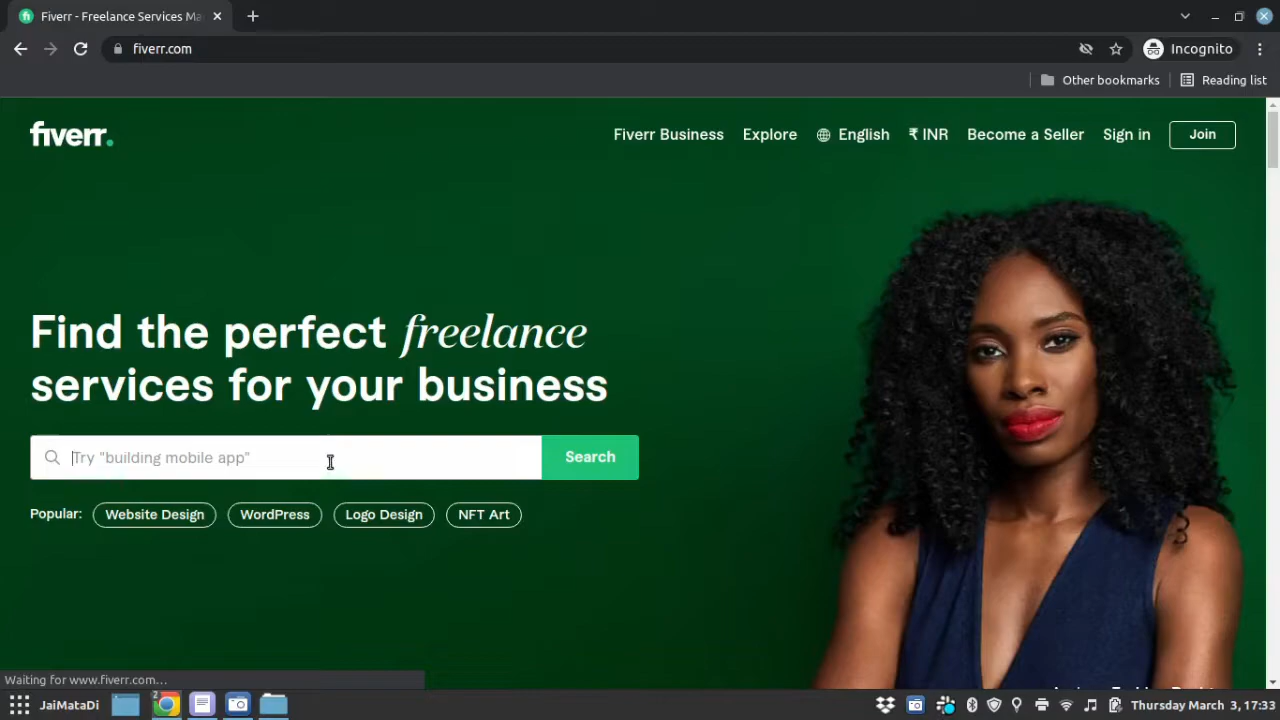 Fiverr - Freelance Services Ma
fiverr.com
Incognito
Other bookmarks
Reading list
fiverr.
Fiverr Business
Explore
English
₹ INR
Become a Seller
Sign in
Join
Find the perfect freelance
services for your business
Try "building mobile app"
Search
Popular:
Website Design
WordPress
Logo Design
NFT Art
Waiting for www.fiverr.com...
JaiMataDi
2
Thursday March 3, 17:33